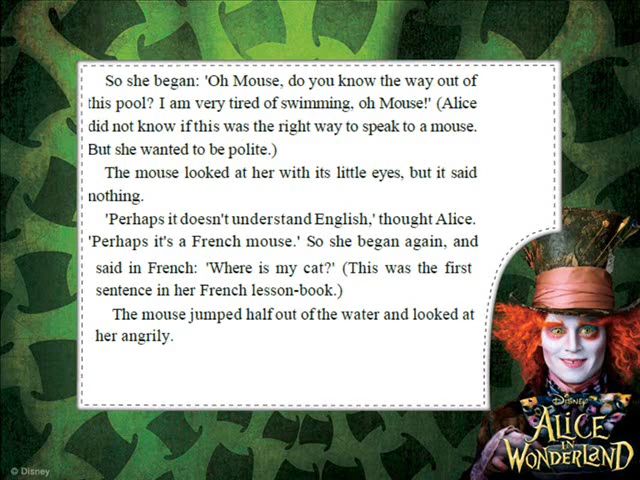 So she began: 'Oh Mouse, do you know the way out of
this pool? I am very tired of swimming, oh Mouse!' (Alice
did not know if this was the right way to speak to a mouse.
But she wanted to be polite.)
The mouse looked at her with its little eyes, but it said
nothing.
'Perhaps it doesn't understand English,' thought Alice.
'Perhaps it's a French mouse.' So she began again, and
said in French: 'Where is my cat?' (This was the first
sentence in her French lesson-book.)
The mouse jumped half out of the water and looked at
her angrily.
DISNEY
ALICE
IN
WONDERLAND
© Disney